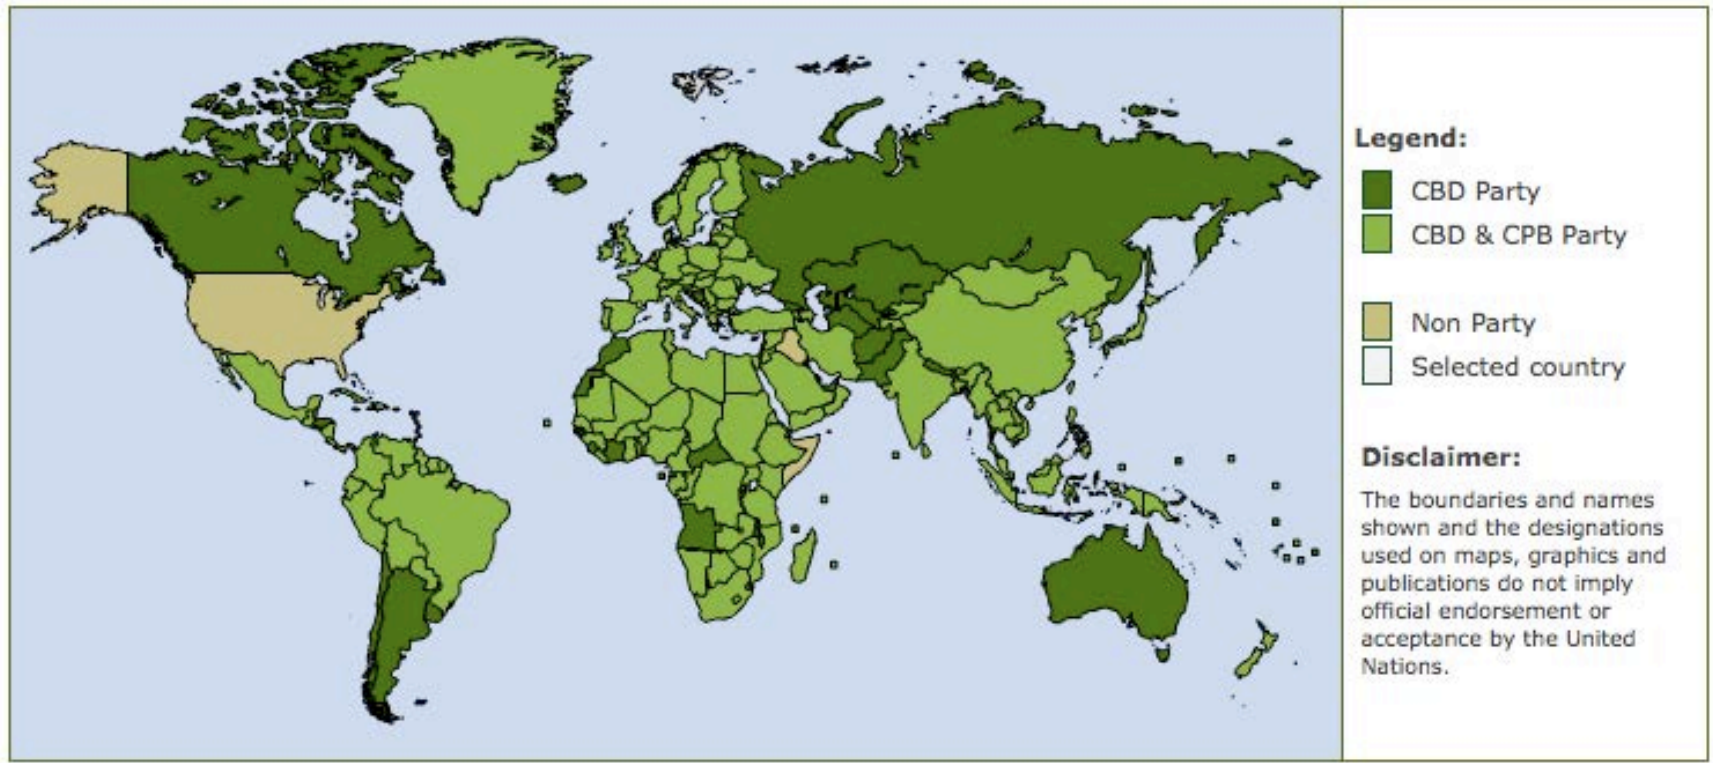 Legend:
CBD Party
CBD & CPB Party
Non Party
Selected country
Disclaimer:
The boundaries and names
shown and the designations
used on maps, graphics and
publications do not imply
official endorsement or
acceptance by the United
Nations.